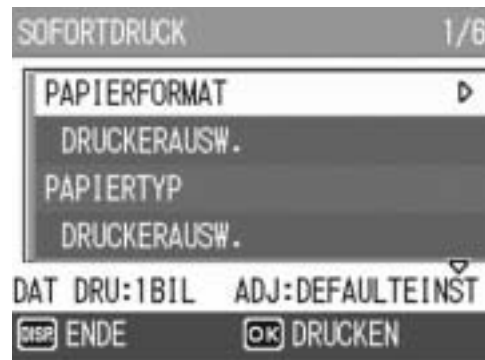 SOFORTDRUCK 1/6
PAPIERFORMAT
DRUCKERAUSW.
PAPIERTYP
DRUCKERAUSW.
DAT DRU:1BIL ADJ:DEFAULTEINST
DISP. ENDE OK DRUCKEN